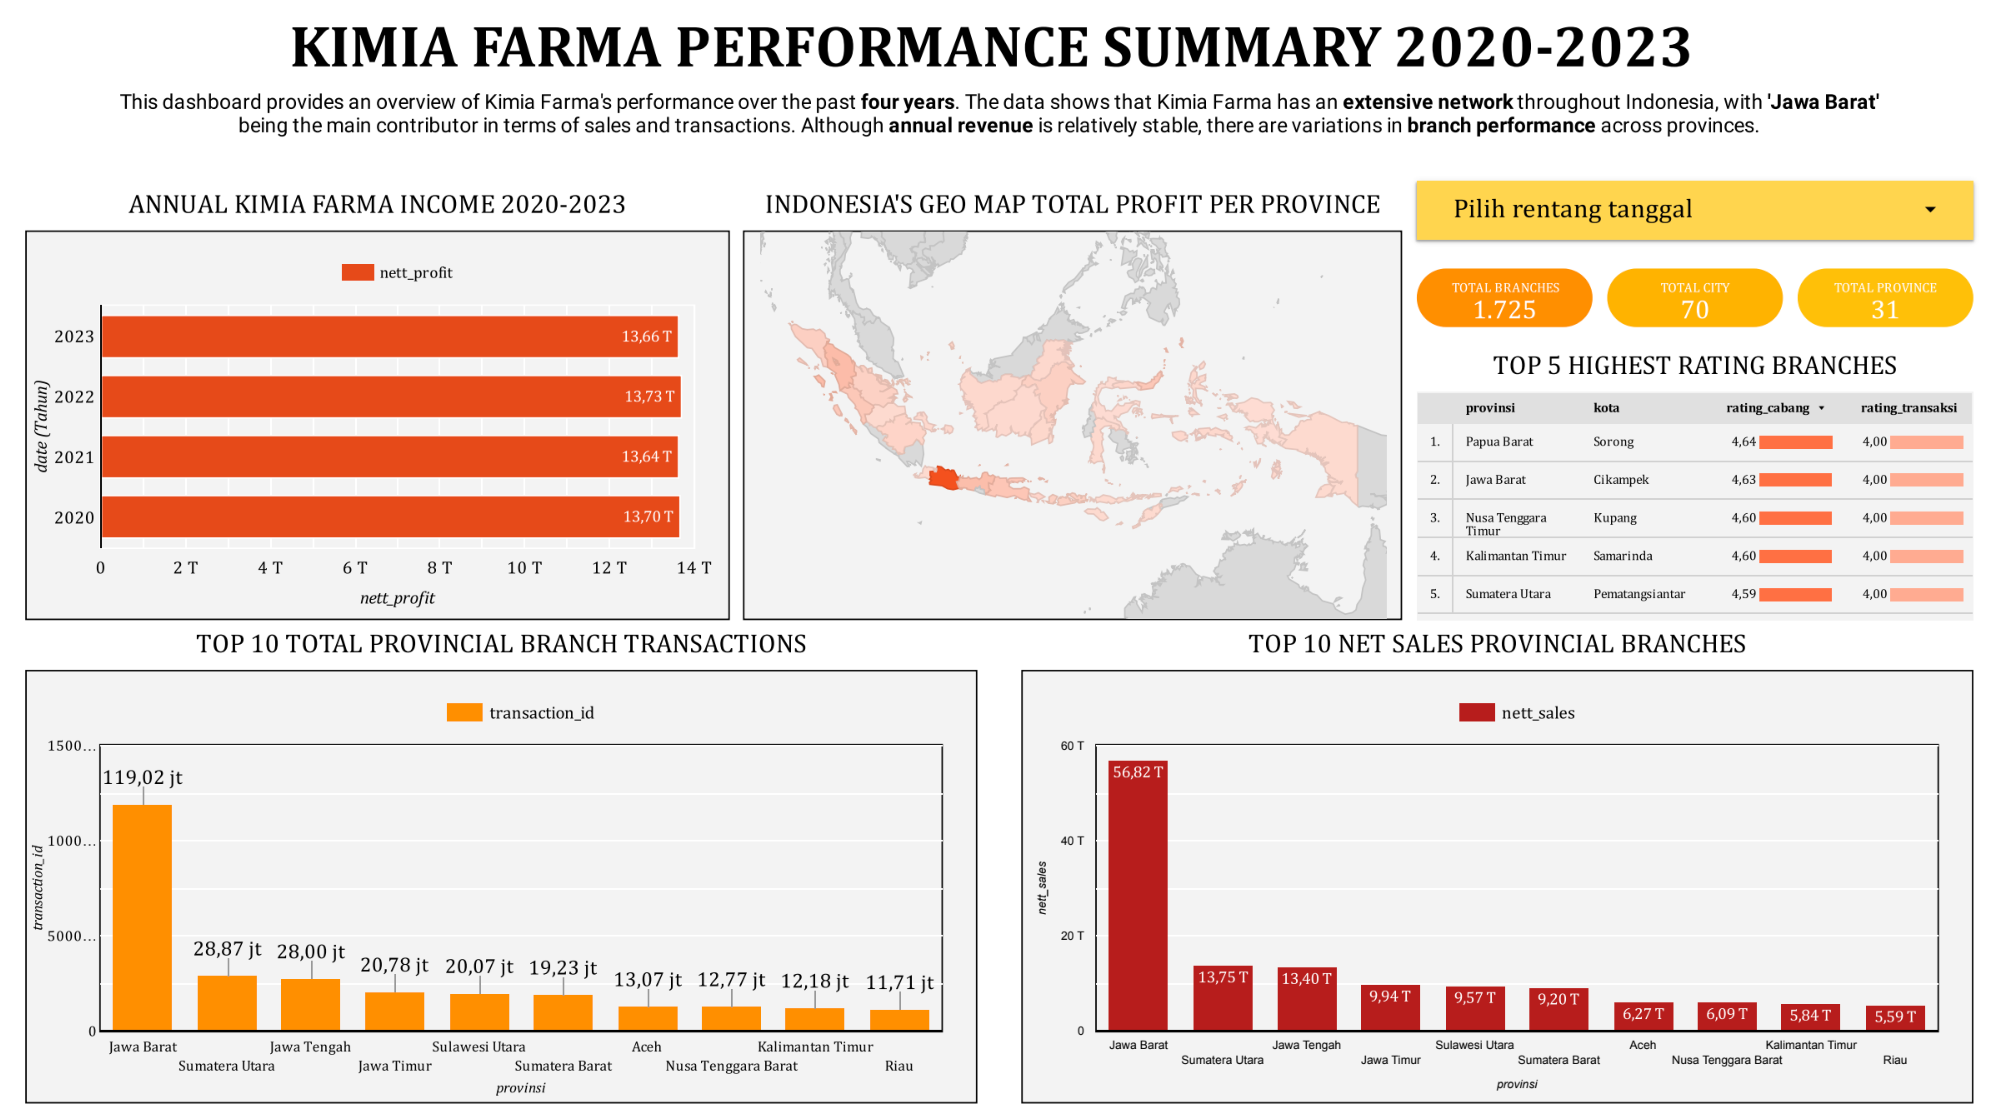 KIMIA FARMA PERFORMANCE SUMMARY 2020-2023
This dashboard provides an overview of Kimia Farma's performance over the past four years. The data shows that Kimia Farma has an extensive network throughout Indonesia, with 'Jawa Barat'
being the main contributor in terms of sales and transactions. Although annual revenue is relatively stable, there are variations in branch performance across provinces.
ANNUAL KIMIA FARMA INCOME 2020-2023
nett_profit
date (Tahun)
2023
13,66 T
2022
13,73 T
2021
13,64 T
2020
13,70 T
0 2 T 4 T 6 T 8 T 10 T 12 T 14 T
nett_profit
INDONESIA'S GEO MAP TOTAL PROFIT PER PROVINCE
Pilih rentang tanggal
TOTAL BRANCHES
1.725
TOTAL CITY
70
TOTAL PROVINCE
31
TOP 5 HIGHEST RATING BRANCHES
provinsi kota rating_cabang rating_transaksi
1. Papua Barat Sorong 4,64 4,00
2. Jawa Barat Cikampek 4,63 4,00
3. Nusa Tenggara Kupang 4,60 4,00
Timur
4. Kalimantan Timur Samarinda 4,60 4,00
5. Sumatera Utara Pematangsiantar 4,59 4,00
TOP 10 TOTAL PROVINCIAL BRANCH TRANSACTIONS
transaction_id
transaction_id
1500...
1000...
5000...
0
119,02 jt
28,87 jt
28,00 jt
20,78 jt
20,07 jt
19,23 jt
13,07 jt
12,77 jt
12,18 jt
11,71 jt
Jawa Barat Jawa Tengah Sulawesi Utara Aceh Kalimantan Timur
Sumatera Utara Jawa Timur Sumatera Barat Nusa Tenggara Barat Riau
provinsi
TOP 10 NET SALES PROVINCIAL BRANCHES
nett_sales
nett_sales
60 T
40 T
20 T
0
56,82 T
13,75 T
13,40 T
9,94 T
9,57 T
9,20 T
6,27 T
6,09 T
5,84 T
5,59 T
Jawa Barat Jawa Tengah Sulawesi Utara Aceh Kalimantan Timur
Sumatera Utara Jawa Timur Sumatera Barat Nusa Tenggara Barat Riau
provinsi